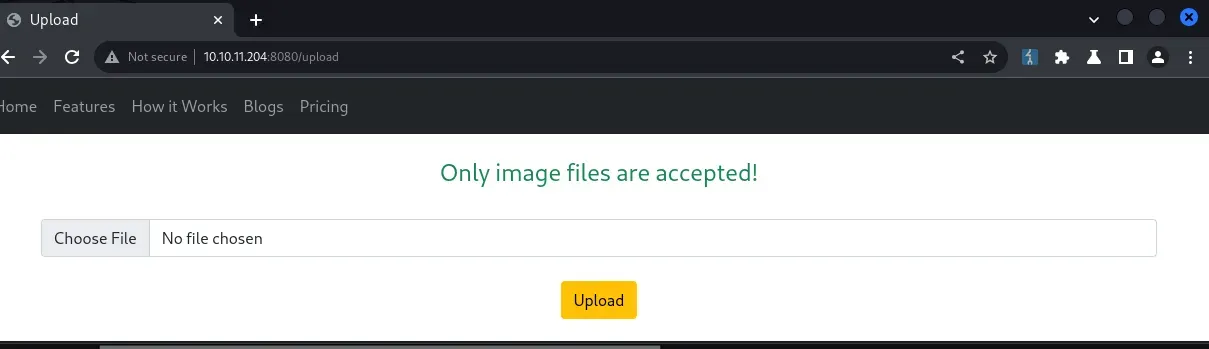 Upload
Not secure 10.10.11.204:8080/upload
Home Features How it Works Blogs Pricing
Only image files are accepted!
Choose File No file chosen
Upload